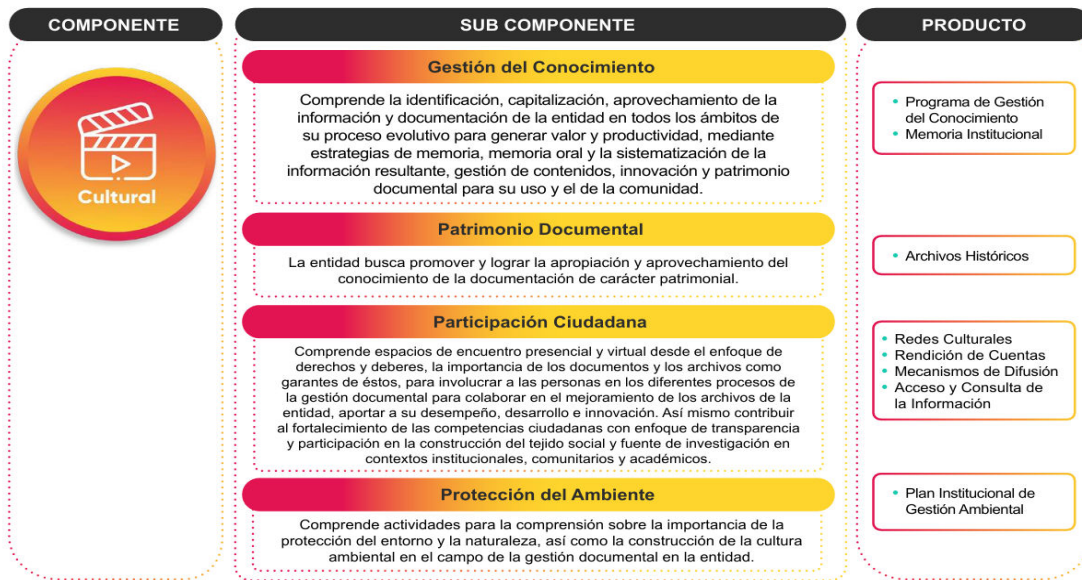 COMPONENTE
SUB COMPONENTE
PRODUCTO
Cultural
Gestión del Conocimiento
Comprende la identificación, capitalización, aprovechamiento de la
información y documentación de la entidad en todos los ámbitos de
su proceso evolutivo para generar valor y productividad, mediante
estrategias de memoria, memoria oral y la sistematización de la
información resultante, gestión de contenidos, innovación y patrimonio
documental para su uso y el de la comunidad.
• Programa de Gestión
del Conocimiento
• Memoria Institucional
Patrimonio Documental
La entidad busca promover y lograr la apropiación y aprovechamiento del
conocimiento de la documentación de carácter patrimonial.
• Archivos Históricos
Participación Ciudadana
Comprende espacios de encuentro presencial y virtual desde el enfoque de
derechos y deberes, la importancia de los documentos y los archivos como
garantes de éstos, para involucrar a las personas en los diferentes procesos de
la gestión documental para colaborar en el mejoramiento de los archivos de la
entidad, aportar a su desempeño, desarrollo e innovación. Así mismo contribuir
al fortalecimiento de las competencias ciudadanas con enfoque de transparencia
y participación en la construcción del tejido social y fuente de investigación en
contextos institucionales, comunitarios y académicos.
• Redes Culturales
• Rendición de Cuentas
• Mecanismos de Difusión
• Acceso y Consulta de
la Información
Protección del Ambiente
Comprende actividades para la comprensión sobre la importancia de la
protección del entorno y la naturaleza, así como la construcción de la cultura
ambiental en el campo de la gestión documental en la entidad.
• Plan Institucional de
Gestión Ambiental